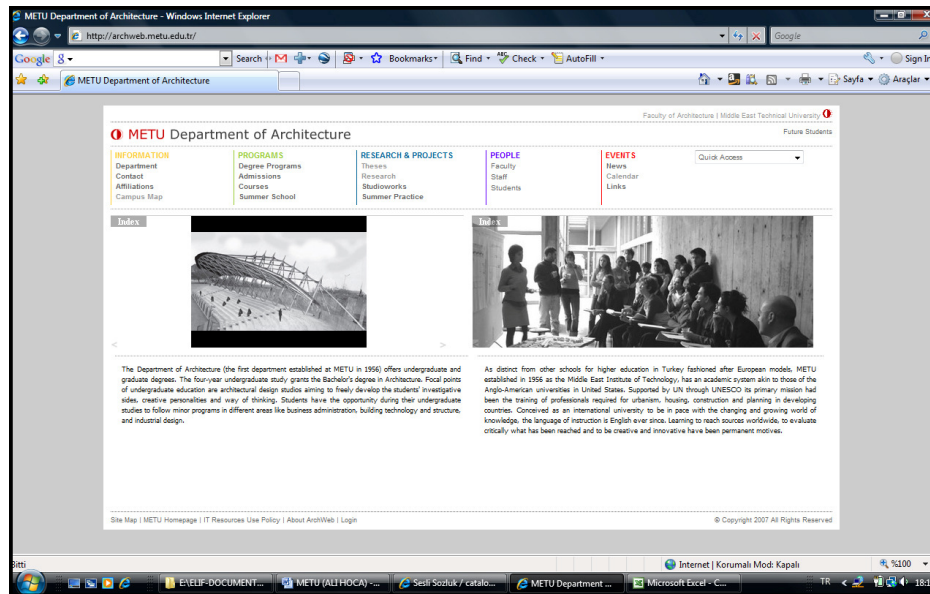 METU Department of Architecture - Windows Internet Explorer
http://archweb.metu.edu.tr/
Google
Google
Search
Bookmarks
Find
Check
AutoFill
Sign In
METU Department of Architecture
Sayfa
Araçlar
Faculty of Architecture | Middle East Technical University
METU Department of Architecture
Future Students
INFORMATION
Department
Contact
Affiliations
Campus Map
PROGRAMS
Degree Programs
Admissions
Courses
Summer School
RESEARCH & PROJECTS
Theses
Research
Studioworks
Summer Practice
PEOPLE
Faculty
Staff
Students
EVENTS
News
Calendar
Links
Quick Access
Index
Index
< >
<
The Department of Architecture (the first department established at METU in 1956) offers undergraduate and
graduate degrees. The four-year undergraduate study grants the Bachelor's degree in Architecture. Focal points
of undergraduate education are architectural design studios aiming to freely develop the students' investigative
sides, creative personalities and way of thinking. Students have the opportunity during their undergraduate
studies to follow minor programs in different areas like business administration, building technology and structure,
and industrial design.
As distinct from other schools for higher education in Turkey fashioned after European models, METU
established in 1956 as the Middle East Institute of Technology, has an academic system akin to those of the
Anglo-American universities in United States. Supported by UN through UNESCO its primary mission had
been the training of professionals required for urbanism, housing, construction and planning in developing
countries. Conceived as an international university to be in pace with the changing and growing world of
knowledge, the language of instruction is English ever since. Learning to reach sources worldwide, to evaluate
critically what has been reached and to be creative and innovative have been permanent motives.
Site Map | METU Homepage | IT Resources Use Policy | About ArchWeb | Login
© Copyright 2007 All Rights Reserved
Bitti
Internet | Korumalı Mod: Kapalı
%100
E:\ELIF-DOCUMENT...
METU (ALI HOCA) -...
Sesli Sozluk / catalo...
METU Department ...
Microsoft Excel - C...
TR
18:1